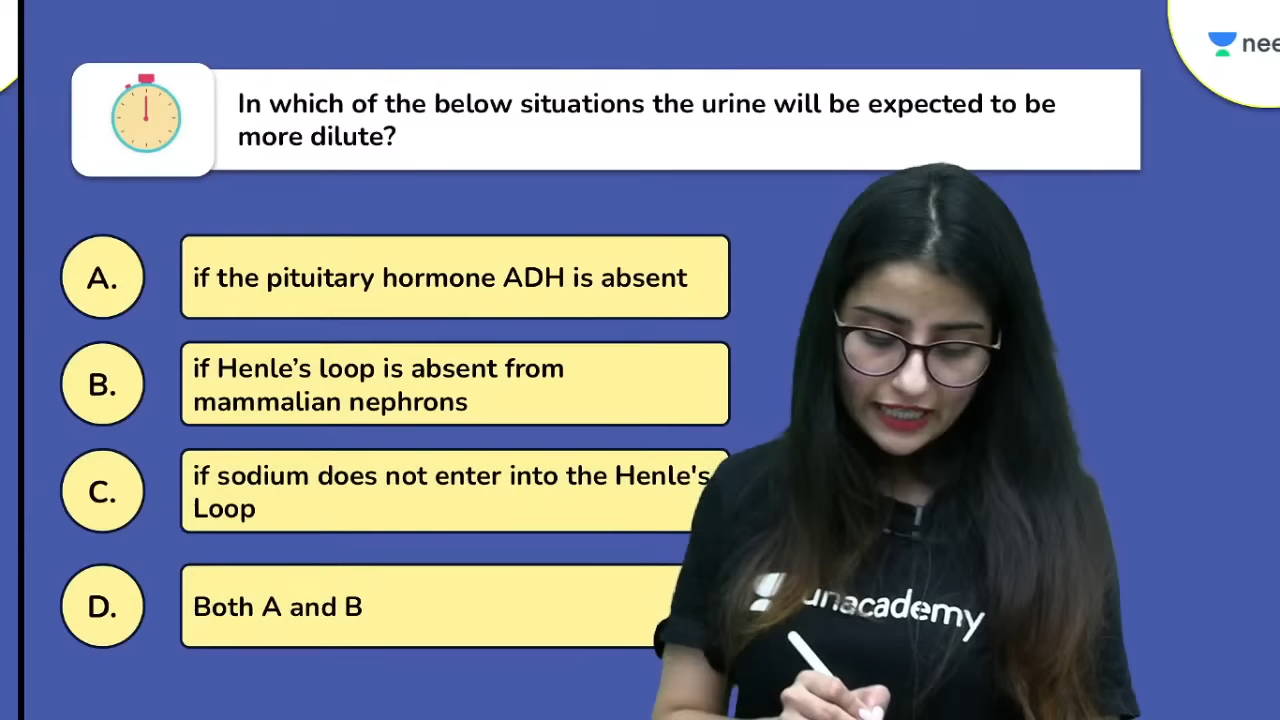 nee
In which of the below situations the urine will be expected to be
more dilute?
A.
if the pituitary hormone ADH is absent
B.
if Henle’s loop is absent from
mammalian nephrons
C.
if sodium does not enter into the Henle's
Loop
D.
Both A and B
unacademy